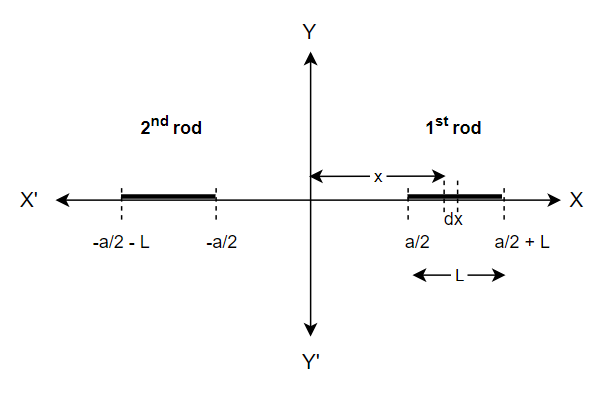 Y
2nd rod
1st rod
x
X'
X
dx
-a/2 - L
-a/2
a/2
a/2 + L
L
Y'